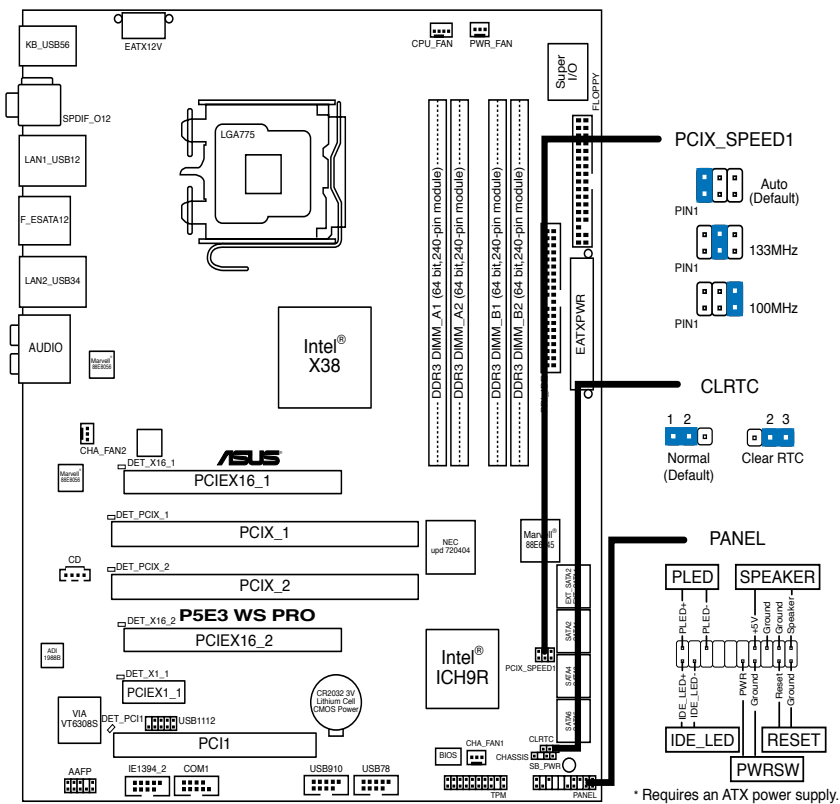 KB_USB56
EATX12V
CPU_FAN
PWR_FAN
Super I/O
FLOPPY
SPDIF_O12
LGA775
LAN1_USB12
F_ESATA12
LAN2_USB34
AUDIO
DDR3 DIMM_A1 (64 bit,240-pin module)
DDR3 DIMM_A2 (64 bit,240-pin module)
DDR3 DIMM_B1 (64 bit,240-pin module)
DDR3 DIMM_B2 (64 bit,240-pin module)
EATXPWR
Intel®
X38
Marvell®
88E8056
CHA_FAN2
Marvell®
88E8056
ASUS
DET_X16_1
PCIEX16_1
DET_PCIX_1
PCIX_1
NEC
upd 720404
Marvell®
CD
DET_PCIX_2
PCIX_2
EXT_SATA2
P5E3 WS PRO
DET_X16_2
PCIEX16_2
SATA2
ADI
1988B
Intel®
ICH9R
PCIX_SPEED1
SATA4
DET_X1_1
PCIEX1_1
CR2032 3V
Lithium Cell
CMOS Power
SATA6
VIA
VT6308S
DET_PCI1
USB1112
PCI1
BIOS
CHA_FAN1
CLRTC
CHASSIS
SB_PWR
AAFP
IE1394_2
COM1
USB910
USB78
TPM
PANEL
PCIX_SPEED1
PIN1
Auto
(Default)
PIN1
133MHz
PIN1
100MHz
CLRTC
1 2
Normal
(Default)
2 3
Clear RTC
PANEL
PLED
SPEAKER
PLED+
PLED-
+5V
Ground
Ground
Speaker
IDE_LED+
IDE_LED-
PWR
Ground
Reset
Ground
IDE_LED
RESET
PWRSW
* Requires an ATX power supply.